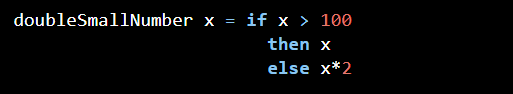 doubleSmallNumber x = if x > 100
                        then x
                        else x*2